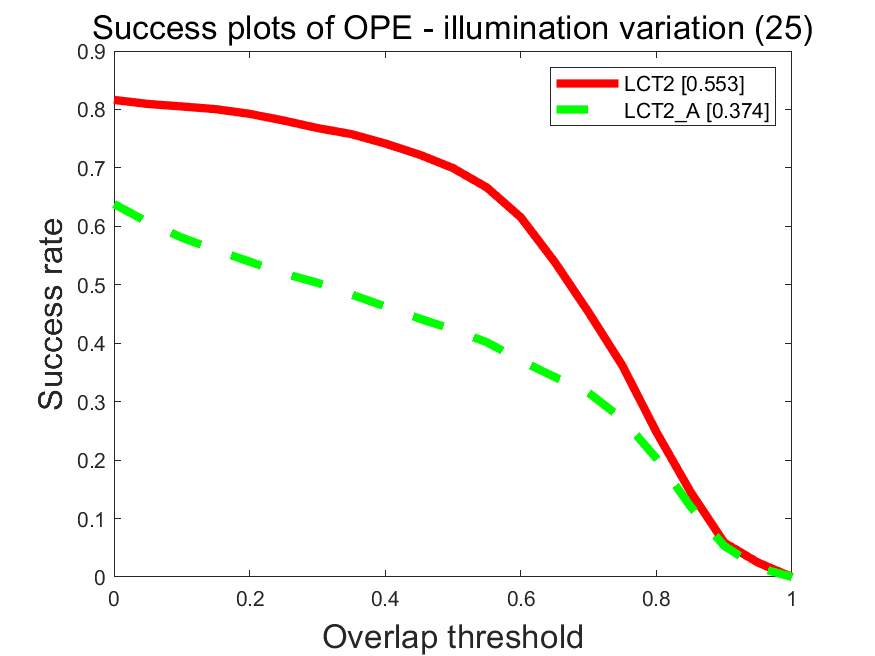 Success plots of OPE - illumination variation (25)
0.9
0.8
0.7
0.6
0.5
0.4
0.3
0.2
0.1
0
Success rate
LCT2 [0.553]
LCT2_A [0.374]
0 0.2 0.4 0.6 0.8 1
Overlap threshold